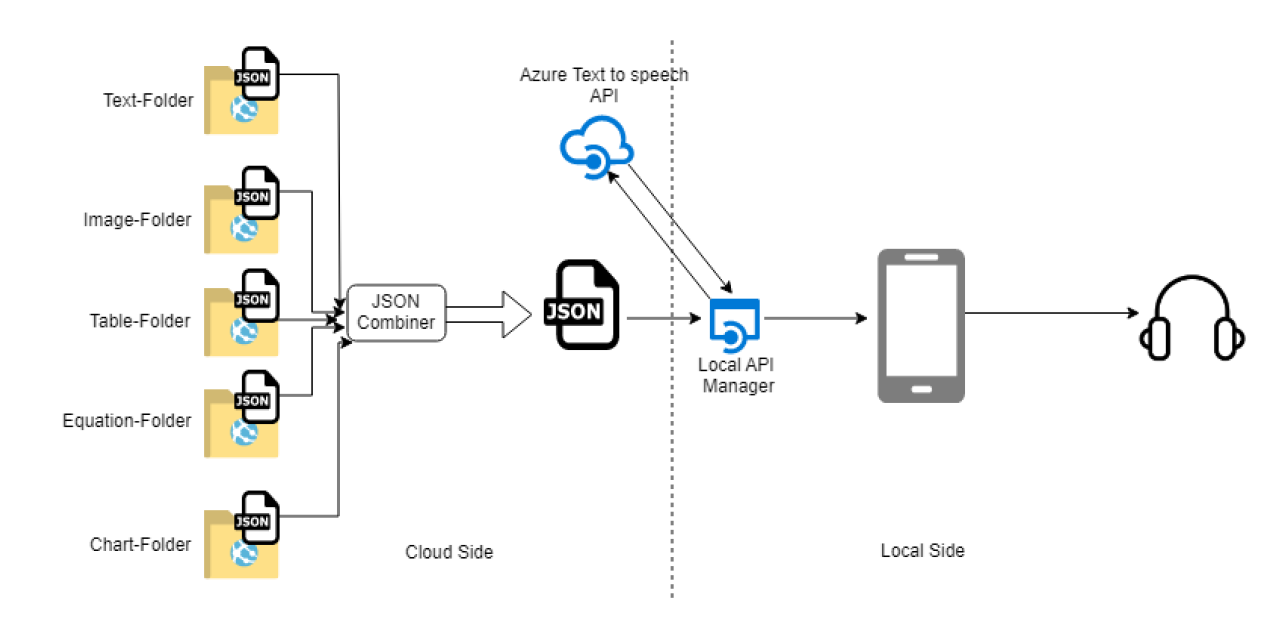 Azure Text to speech
API
JSON
Text-Folder
JSON
Image-Folder
JSON
Table-Folder
JSON
Combiner
JSON
Local API
Manager
JSON
Equation-Folder
JSON
Chart-Folder
Cloud Side
Local Side